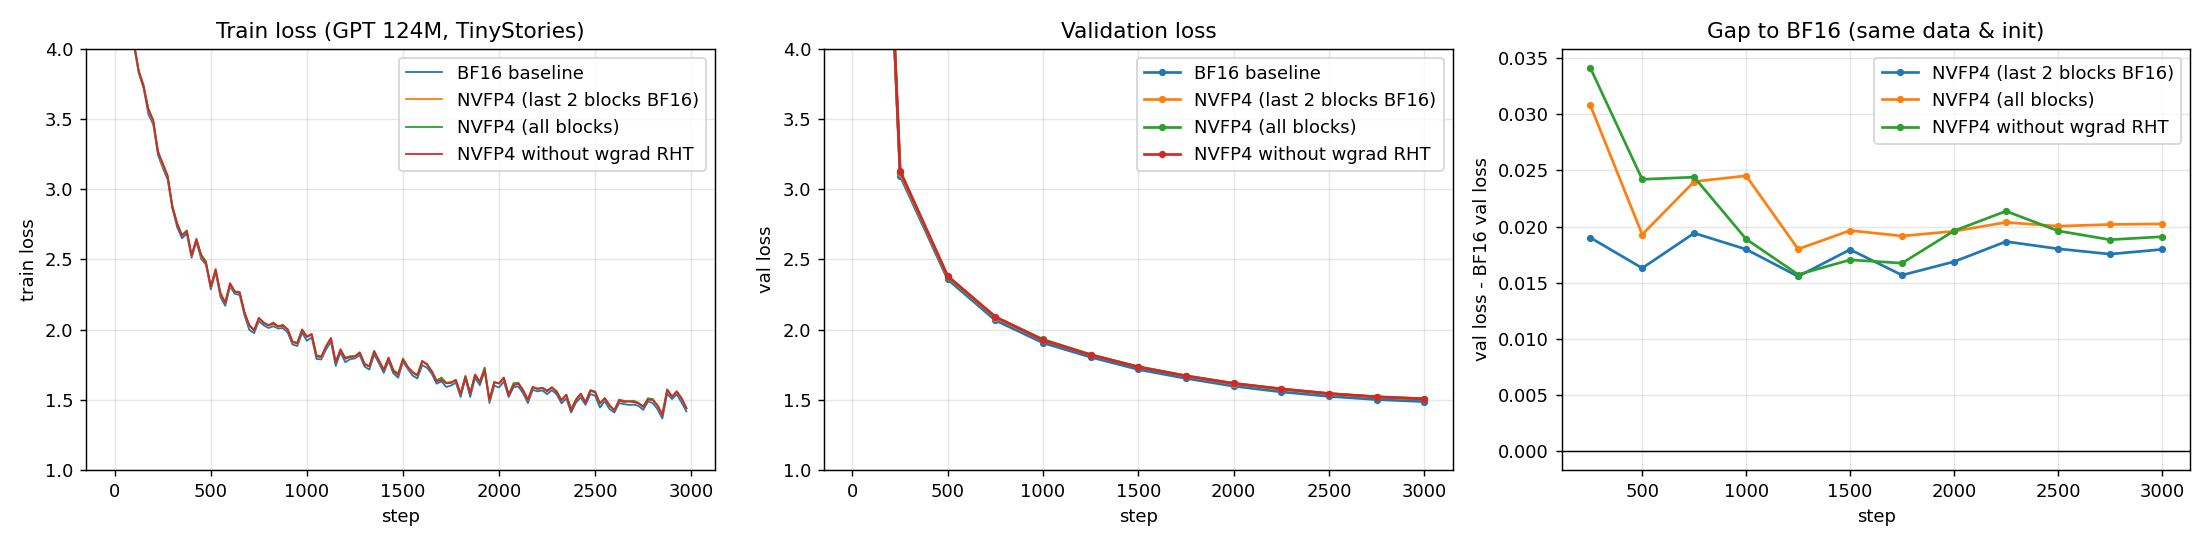 Train loss (GPT 124M, TinyStories)
4.0
3.5
3.0
2.5
2.0
1.5
1.0
train loss
0
500
1000
1500
2000
2500
3000
step
BF16 baseline
NVFP4 (last 2 blocks BF16)
NVFP4 (all blocks)
NVFP4 without wgrad RHT
Validation loss
4.0
3.5
3.0
2.5
2.0
1.5
1.0
val loss
0
500
1000
1500
2000
2500
3000
step
BF16 baseline
NVFP4 (last 2 blocks BF16)
NVFP4 (all blocks)
NVFP4 without wgrad RHT
Gap to BF16 (same data & init)
0.035
0.030
0.025
0.020
0.015
0.010
0.005
0.000
val loss - BF16 val loss
500
1000
1500
2000
2500
3000
step
NVFP4 (last 2 blocks BF16)
NVFP4 (all blocks)
NVFP4 without wgrad RHT